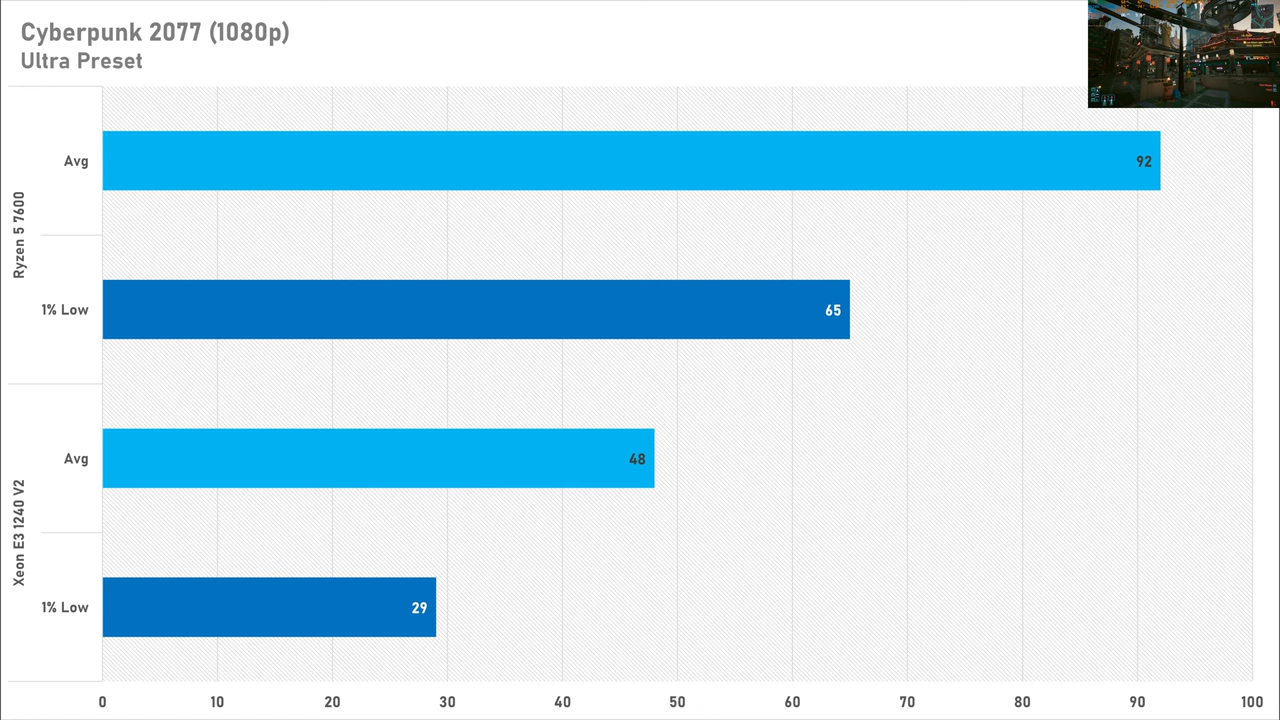 Cyberpunk 2077 (1080p)
Ultra Preset
Ryzen 5 7600
Avg
92
1% Low
65
Xeon E3 1240 V2
Avg
48
1% Low
29
0 10 20 30 40 50 60 70 80 90 100